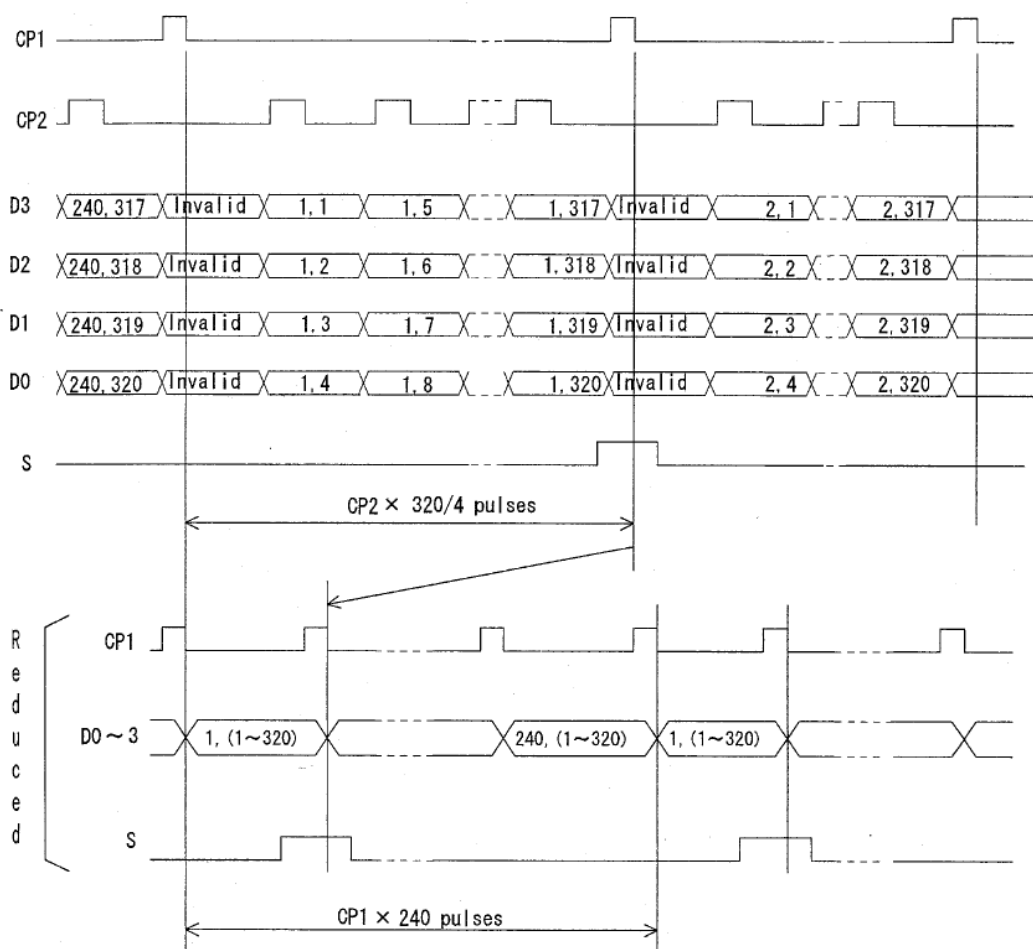 CP1
CP2
D3 240,317 Invalid 1,1 1,5 1,317 Invalid 2,1 2,317
D2 240,318 Invalid 1,2 1,6 1,318 Invalid 2,2 2,318
D1 240,319 Invalid 1,3 1,7 1,319 Invalid 2,3 2,319
D0 240,320 Invalid 1,4 1,8 1,320 Invalid 2,4 2,320
S
CP2 × 320/4 pulses
Reduced
CP1
D0~3 1,(1~320) 240,(1~320) 1,(1~320)
S
CP1 × 240 pulses